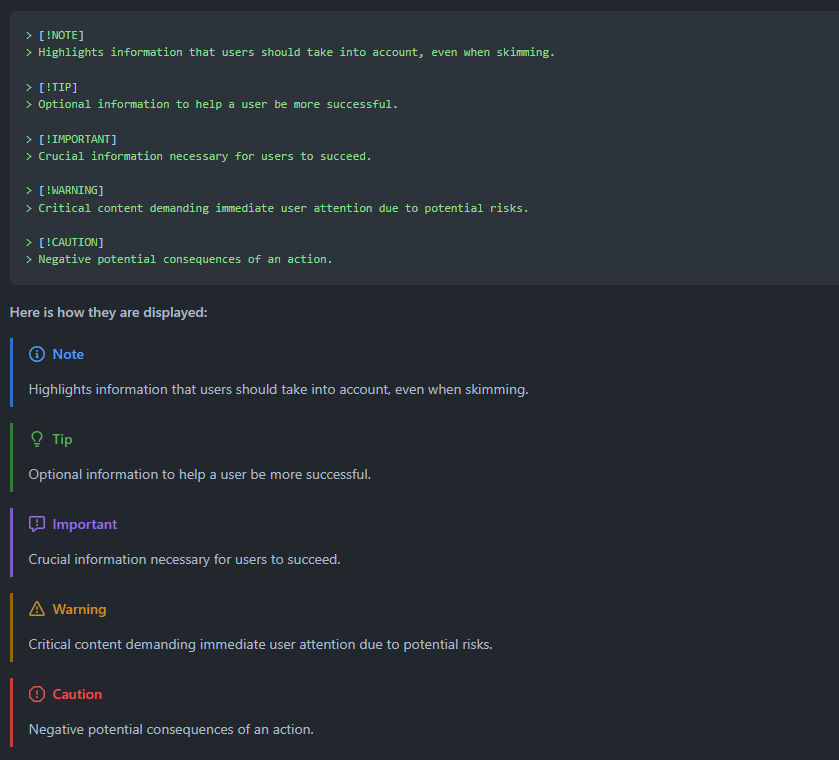 > [!NOTE]
> Highlights information that users should take into account, even when skimming.
> [!TIP]
> Optional information to help a user be more successful.
> [!IMPORTANT]
> Crucial information necessary for users to succeed.
> [!WARNING]
> Critical content demanding immediate user attention due to potential risks.
> [!CAUTION]
> Negative potential consequences of an action.
Here is how they are displayed:
Note
Highlights information that users should take into account, even when skimming.
Tip
Optional information to help a user be more successful.
Important
Crucial information necessary for users to succeed.
Warning
Critical content demanding immediate user attention due to potential risks.
Caution
Negative potential consequences of an action.